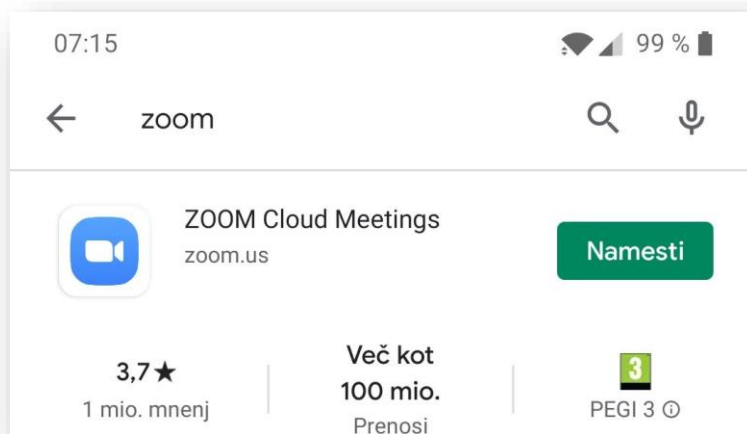 07:15 99 %
zoom
ZOOM Cloud Meetings
zoom.us
Namesti
3,7★
1 mio. mnenj
Več kot
100 mio.
Prenosi
3
PEGI 3